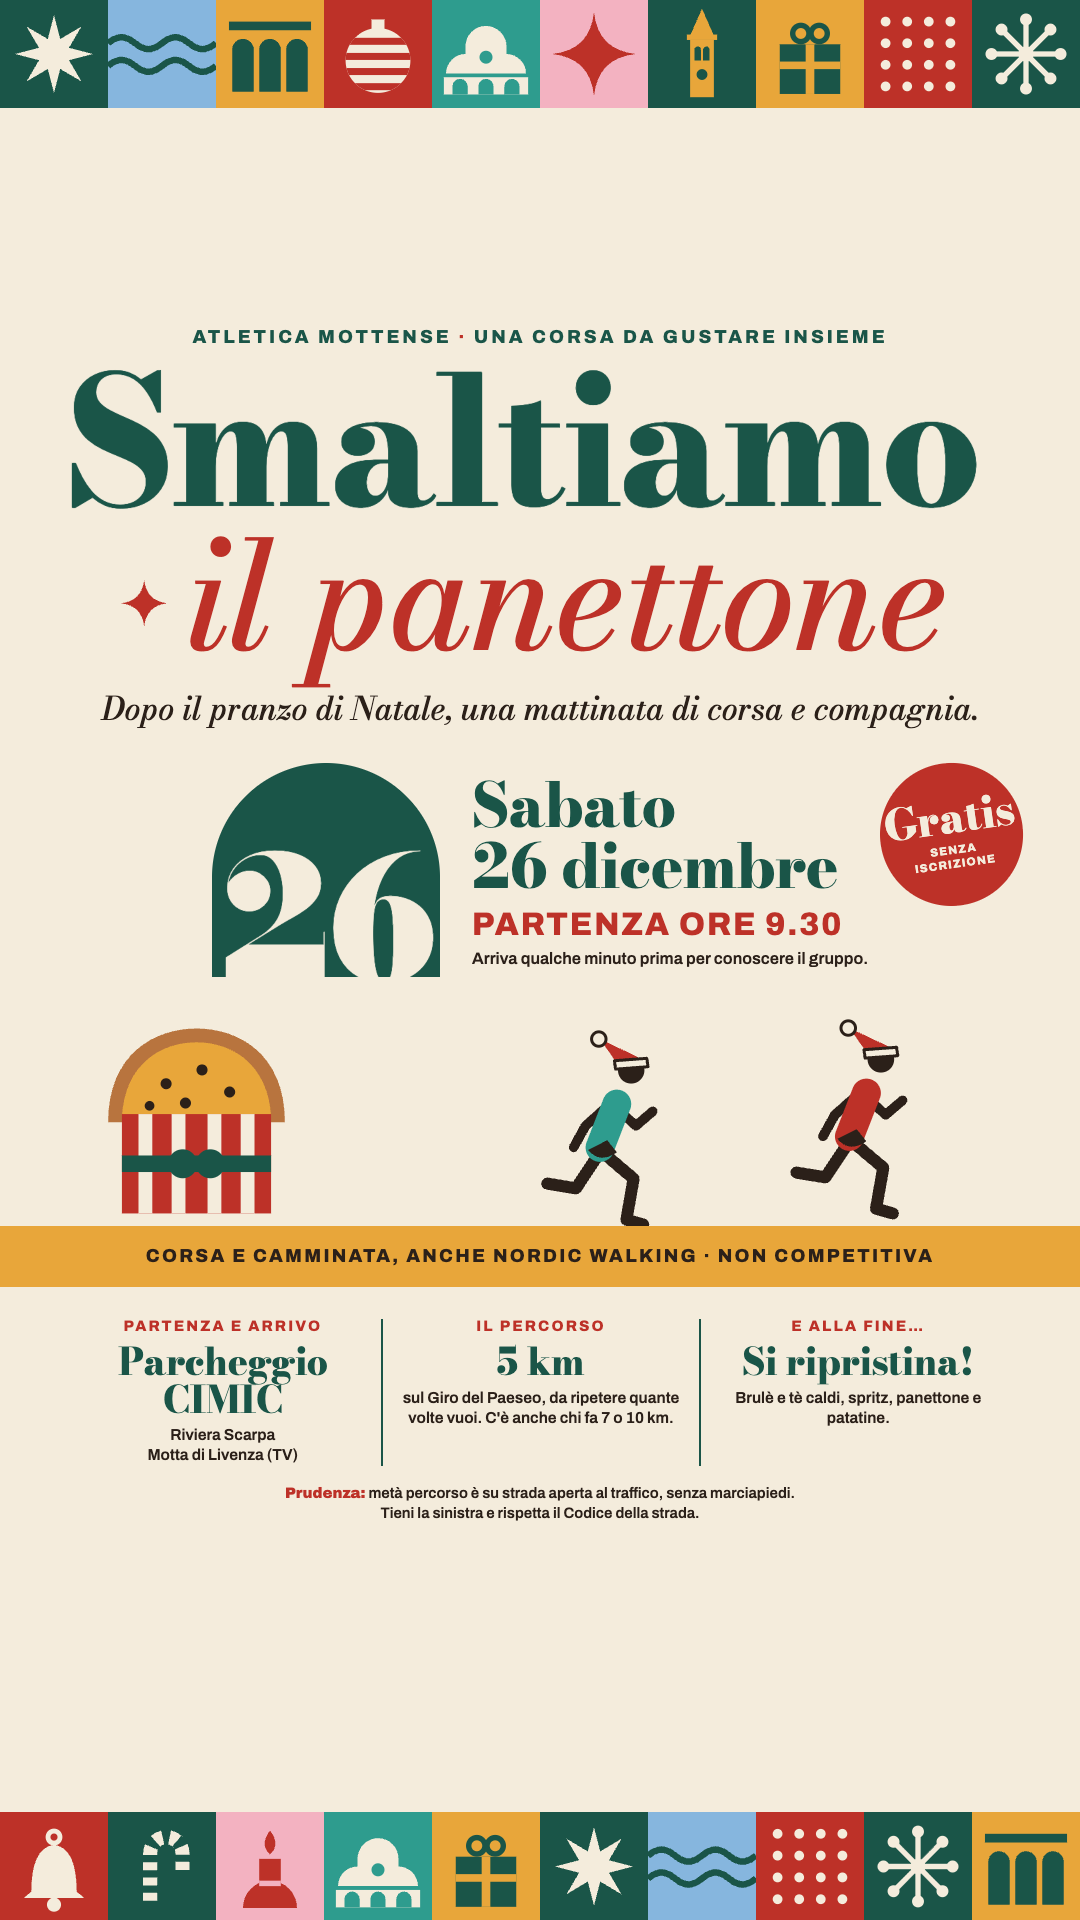 ATLETICA MOTTENSE · UNA CORSA DA GUSTARE INSIEME
Smaltiamo
il panettone
Dopo il pranzo di Natale, una mattinata di corsa e compagnia.
26
Sabato
26 dicembre
PARTENZA ORE 9.30
Arriva qualche minuto prima per conoscere il gruppo.
Gratis
SENZA
ISCRIZIONE
CORSA E CAMMINATA, ANCHE NORDIC WALKING · NON COMPETITIVA
PARTENZA E ARRIVO
Parcheggio
CIMIC
Riviera Scarpa
Motta di Livenza (TV)
IL PERCORSO
5 km
sul Giro del Paeseo, da ripetere quante
volte vuoi. C'è anche chi fa 7 o 10 km.
E ALLA FINE…
Si ripristina!
Brulè e tè caldi, spritz, panettone e
patatine.
Prudenza: metà percorso è su strada aperta al traffico, senza marciapiedi.
Tieni la sinistra e rispetta il Codice della strada.